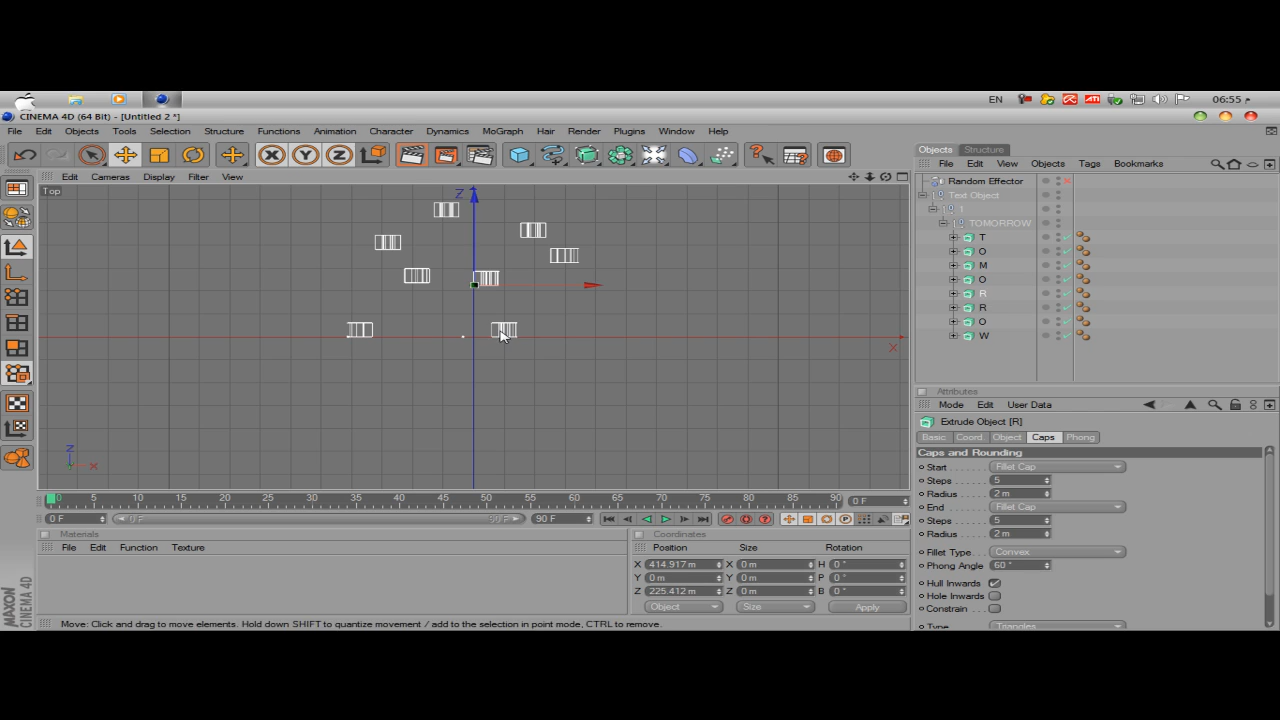 EN
06:55 م
CINEMA 4D (64 Bit) - [Untitled 2 *]
File Edit Objects Tools Selection Structure Functions Animation Character Dynamics MoGraph Hair Render Plugins Window Help
X Y Z
Objects Structure
File Edit View Objects Tags Bookmarks
Edit Cameras Display Filter View
Top
Z
X
Z
X
Random Effector
Text Object
1
TOMORROW
T
O
M
O
R
R
O
W
Attributes
Mode Edit User Data
Extrude Object [R]
Basic Coord. Object Caps Phong
Caps and Rounding
Start Fillet Cap
Steps 5
Radius 2 m
End Fillet Cap
Steps 5
Radius 2 m
Fillet Type Convex
Phong Angle 60 °
Hull Inwards
Hole Inwards
Constrain
Type Triangles
0 5 10 15 20 25 30 35 40 45 50 55 60 65 70 75 80 85 90 0 F
0 F 0 F 90 F 90 F
Materials
File Edit Function Texture
Coordinates
Position Size Rotation
X 414.917 m X 0 m H 0 °
Y 0 m Y 0 m P 0 °
Z 225.412 m Z 0 m B 0 °
Object Size Apply
MAXON
CINEMA 4D
Move: Click and drag to move elements. Hold down SHIFT to quantize movement / add to the selection in point mode, CTRL to remove.